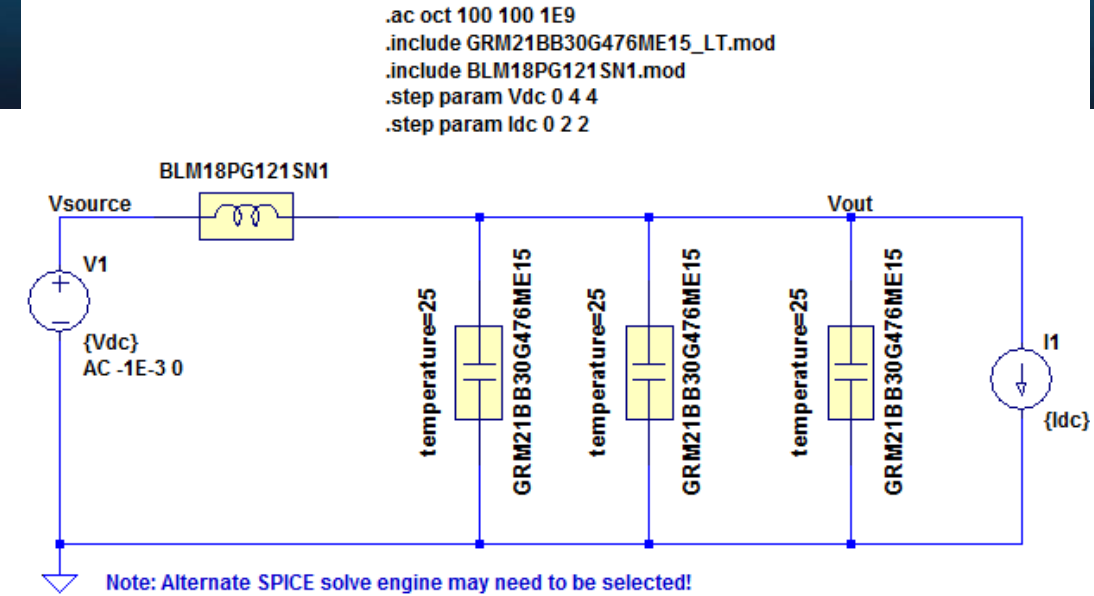 .ac oct 100 100 1E9
.include GRM21BB30G476ME15_LT.mod
.include BLM18PG121SN1.mod
.step param Vdc 0 4 4
.step param Idc 0 2 2
BLM18PG121SN1
Vsource
Vout
V1
{Vdc}
AC -1E-3 0
temperature=25
GRM21BB30G476ME15
temperature=25
GRM21BB30G476ME15
temperature=25
GRM21BB30G476ME15
I1
{Idc}
Note: Alternate SPICE solve engine may need to be selected!